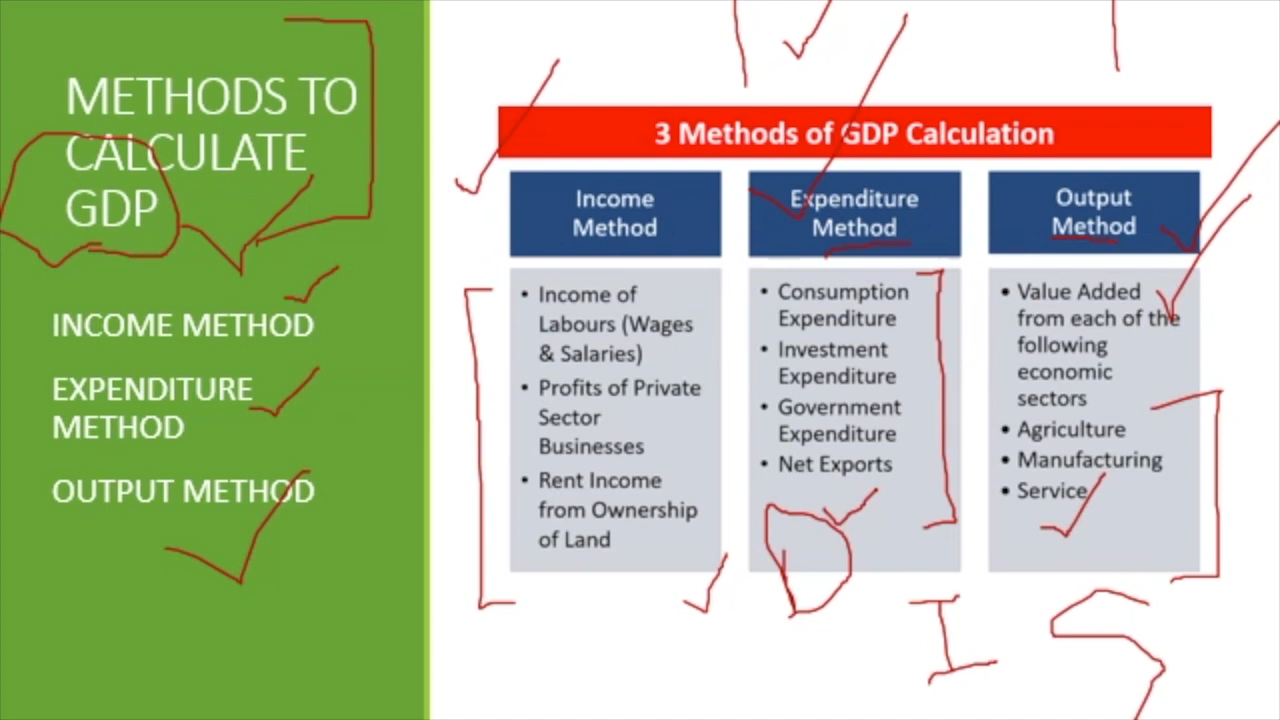 METHODS TO
CALCULATE
GDP
INCOME METHOD
EXPENDITURE
METHOD
OUTPUT METHOD
3 Methods of GDP Calculation
Income
Method
• Income of
Labours (Wages
& Salaries)
• Profits of Private
Sector
Businesses
• Rent Income
from Ownership
of Land
Expenditure
Method
• Consumption
Expenditure
• Investment
Expenditure
• Government
Expenditure
• Net Exports
Output
Method
• Value Added
from each of the
following
economic
sectors
• Agriculture
• Manufacturing
• Service
D I S